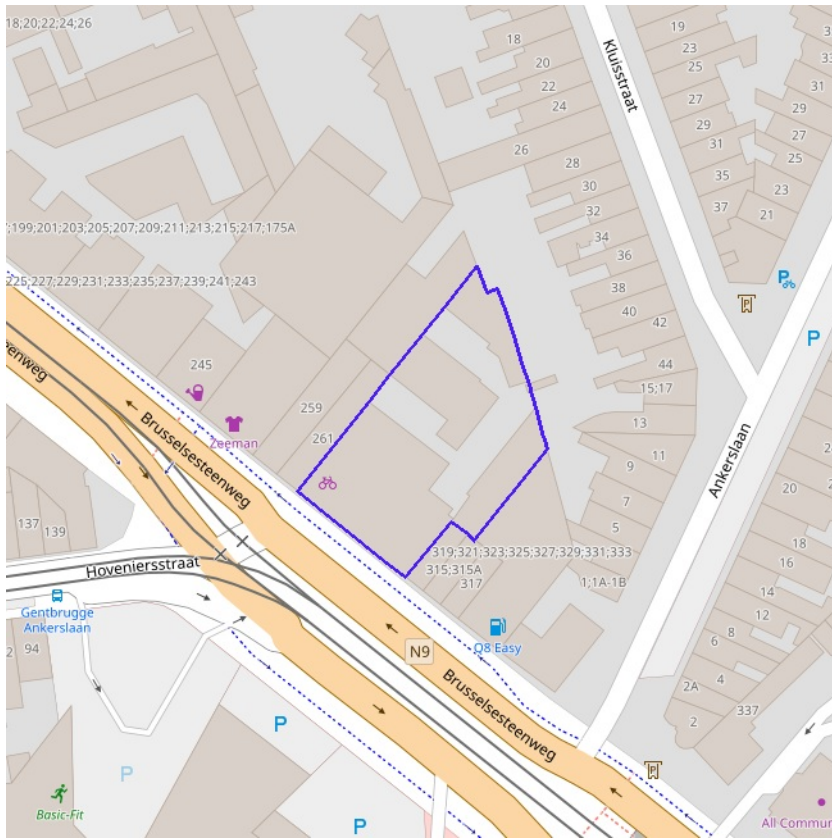 18;20;22;24;26
18
20
22
24
26
28
30
32
34
36
38
40
42
44
15;17
13
11
9
7
5
1;1A-1B
Kluisstraat
19
23
25
27
29
31
35
37
31
29
27
25
23
21
P
P
P
Ankerslaan
20
18
16
14
12
8
6
4
2A
2
337
7;199;201;203;205;207;209;211;213;215;217;175A
225;227;229;231;233;235;237;239;241;243
245
Zeeman
259
261
Brusselsesteenweg
137
139
Hoveniersstraat
Gentbrugge
Ankerslaan
94
319;321;323;325;327;329;331;333
315;315A
317
Q8 Easy
N9
Brusselsesteenweg
P
P
P
P
Basic-Fit
All Commun